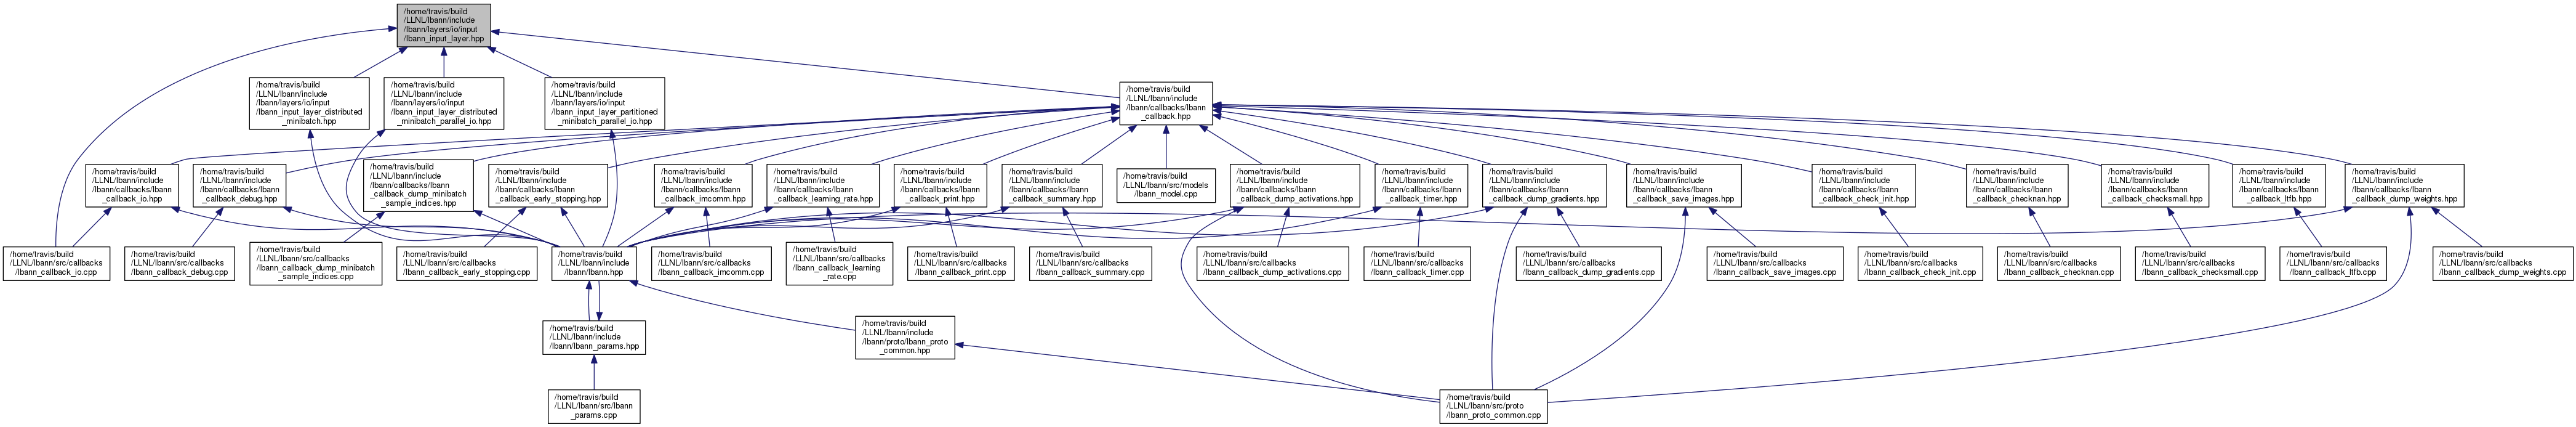 /home/travis/build
/LLNL/lbann/include
/lbann/layers/io/input
/lbann_input_layer.hpp
/home/travis/build
/LLNL/lbann/include
/lbann/layers/io/input
/lbann_input_layer_distributed
_minibatch.hpp
/home/travis/build
/LLNL/lbann/include
/lbann/layers/io/input
/lbann_input_layer_distributed
_minibatch_parallel_io.hpp
/home/travis/build
/LLNL/lbann/include
/lbann/layers/io/input
/lbann_input_layer_partitioned
_minibatch_parallel_io.hpp
/home/travis/build
/LLNL/lbann/include
/lbann/callbacks/lbann
_callback.hpp
/home/travis/build
/LLNL/lbann/include
/lbann/callbacks/lbann
_callback_io.hpp
/home/travis/build
/LLNL/lbann/include
/lbann/callbacks/lbann
_callback_debug.hpp
/home/travis/build
/LLNL/lbann/include
/lbann/callbacks/lbann
_callback_dump_minibatch
_sample_indices.hpp
/home/travis/build
/LLNL/lbann/include
/lbann/callbacks/lbann
_callback_early_stopping.hpp
/home/travis/build
/LLNL/lbann/include
/lbann/callbacks/lbann
_callback_imcomm.hpp
/home/travis/build
/LLNL/lbann/include
/lbann/callbacks/lbann
_callback_learning_rate.hpp
/home/travis/build
/LLNL/lbann/include
/lbann/callbacks/lbann
_callback_print.hpp
/home/travis/build
/LLNL/lbann/include
/lbann/callbacks/lbann
_callback_summary.hpp
/home/travis/build
/LLNL/lbann/src/models
/lbann_model.cpp
/home/travis/build
/LLNL/lbann/include
/lbann/callbacks/lbann
_callback_dump_activations.hpp
/home/travis/build
/LLNL/lbann/include
/lbann/callbacks/lbann
_callback_timer.hpp
/home/travis/build
/LLNL/lbann/include
/lbann/callbacks/lbann
_callback_dump_gradients.hpp
/home/travis/build
/LLNL/lbann/include
/lbann/callbacks/lbann
_callback_save_images.hpp
/home/travis/build
/LLNL/lbann/include
/lbann/callbacks/lbann
_callback_check_init.hpp
/home/travis/build
/LLNL/lbann/include
/lbann/callbacks/lbann
_callback_checknan.hpp
/home/travis/build
/LLNL/lbann/include
/lbann/callbacks/lbann
_callback_checksmall.hpp
/home/travis/build
/LLNL/lbann/include
/lbann/callbacks/lbann
_callback_ltfb.hpp
/home/travis/build
/LLNL/lbann/include
/lbann/callbacks/lbann
_callback_dump_weights.hpp
/home/travis/build
/LLNL/lbann/src/callbacks
/lbann_callback_io.cpp
/home/travis/build
/LLNL/lbann/src/callbacks
/lbann_callback_debug.cpp
/home/travis/build
/LLNL/lbann/src/callbacks
/lbann_callback_dump_minibatch
_sample_indices.cpp
/home/travis/build
/LLNL/lbann/src/callbacks
/lbann_callback_early_stopping.cpp
/home/travis/build
/LLNL/lbann/include
/lbann/lbann.hpp
/home/travis/build
/LLNL/lbann/src/callbacks
/lbann_callback_imcomm.cpp
/home/travis/build
/LLNL/lbann/src/callbacks
/lbann_callback_learning
_rate.cpp
/home/travis/build
/LLNL/lbann/src/callbacks
/lbann_callback_print.cpp
/home/travis/build
/LLNL/lbann/src/callbacks
/lbann_callback_summary.cpp
/home/travis/build
/LLNL/lbann/src/callbacks
/lbann_callback_dump_activations.cpp
/home/travis/build
/LLNL/lbann/src/callbacks
/lbann_callback_timer.cpp
/home/travis/build
/LLNL/lbann/src/callbacks
/lbann_callback_dump_gradients.cpp
/home/travis/build
/LLNL/lbann/src/callbacks
/lbann_callback_save_images.cpp
/home/travis/build
/LLNL/lbann/src/callbacks
/lbann_callback_check_init.cpp
/home/travis/build
/LLNL/lbann/src/callbacks
/lbann_callback_checknan.cpp
/home/travis/build
/LLNL/lbann/src/callbacks
/lbann_callback_checksmall.cpp
/home/travis/build
/LLNL/lbann/src/callbacks
/lbann_callback_ltfb.cpp
/home/travis/build
/LLNL/lbann/src/callbacks
/lbann_callback_dump_weights.cpp
/home/travis/build
/LLNL/lbann/include
/lbann/lbann_params.hpp
/home/travis/build
/LLNL/lbann/include
/lbann/proto/lbann_proto
_common.hpp
/home/travis/build
/LLNL/lbann/src/lbann
_params.cpp
/home/travis/build
/LLNL/lbann/src/proto
/lbann_proto_common.cpp